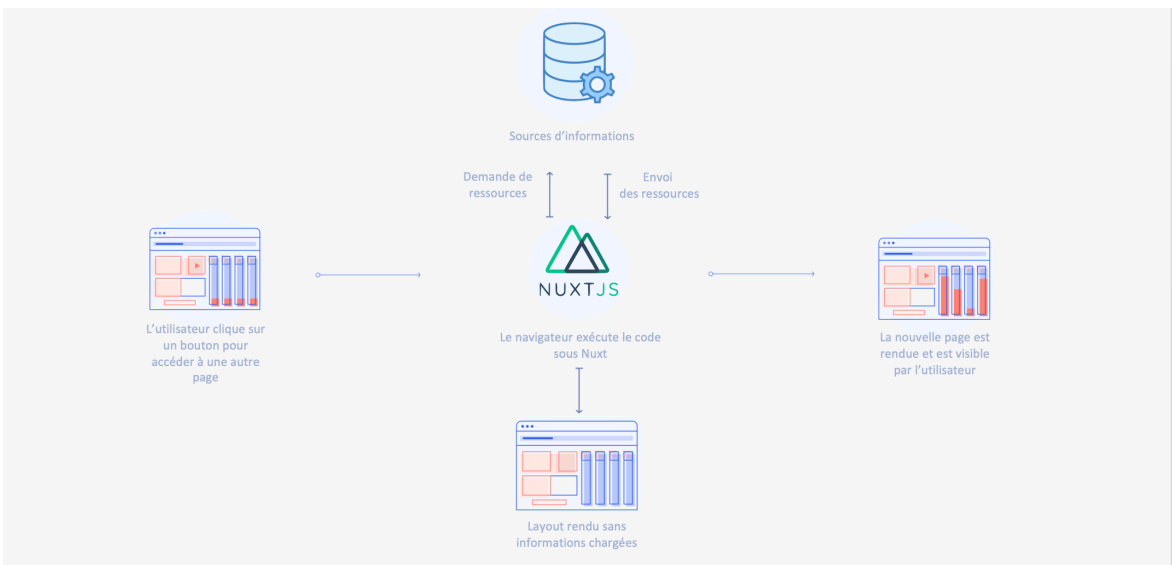 Sources d'informations
Demande de
ressources
Envoi
des ressources
NUXTJS
L'utilisateur clique sur
un bouton pour
accéder à une autre
page
Le navigateur exécute le code
sous Nuxt
La nouvelle page est
rendue et est visible
par l'utilisateur
Layout rendu sans
informations chargées